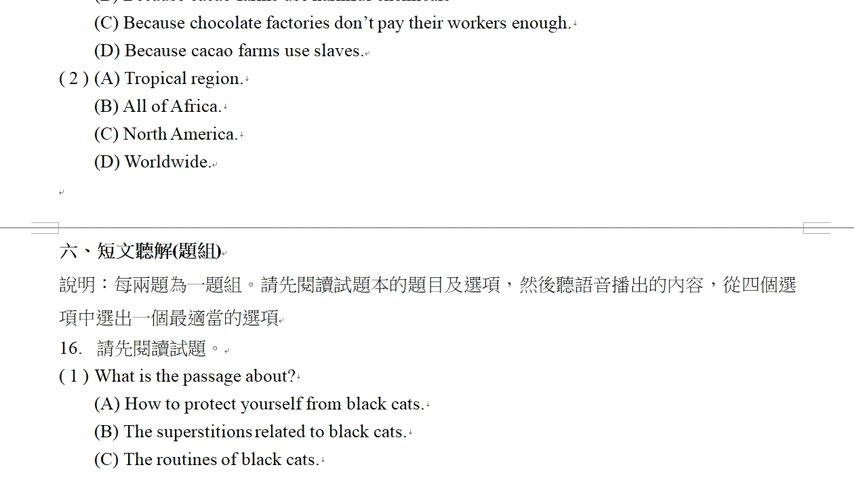 (C) Because chocolate factories don’t pay their workers enough.
(D) Because cacao farms use slaves.
( 2 ) (A) Tropical region.
(B) All of Africa.
(C) North America.
(D) Worldwide.
六、短文聽解(題組)
說明：每兩題為一題組。請先閱讀試題本的題目及選項，然後聽語音播出的內容，從四個選
項中選出一個最適當的選項
16. 請先閱讀試題。
( 1 ) What is the passage about?
(A) How to protect yourself from black cats.
(B) The superstitions related to black cats.
(C) The routines of black cats.